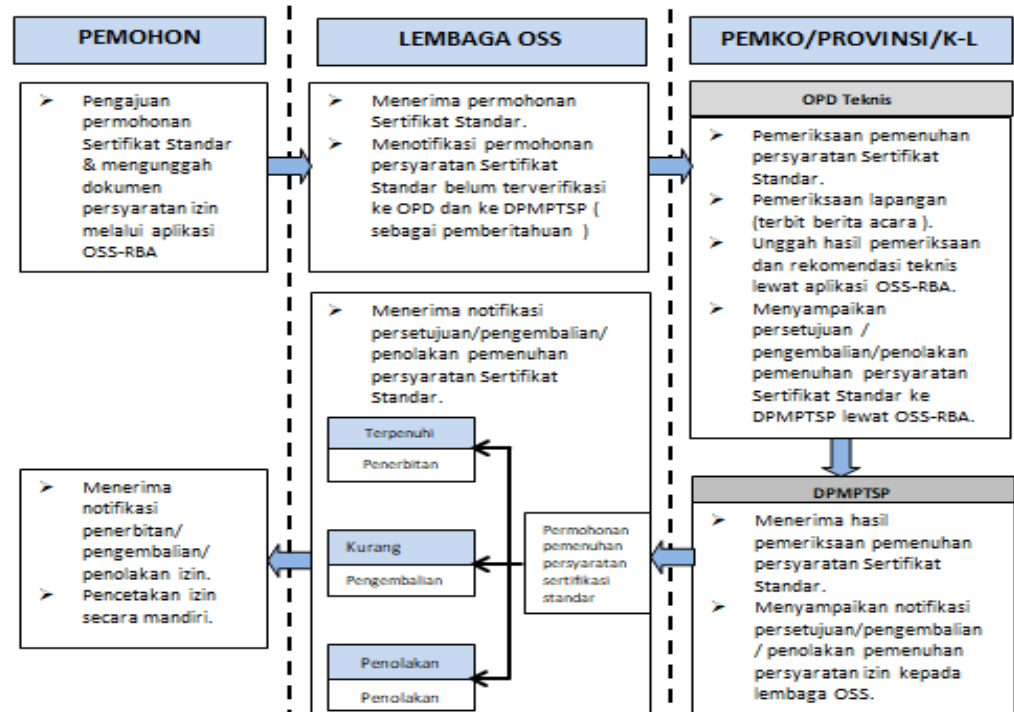 PEMOHON
LEMBAGA OSS
PEMKO/PROVINSI/K-L
➢ Pengajuan
permohonan
Sertifikat Standar
& mengunggah
dokumen
persyaratan izin
melalui aplikasi
OSS-RBA
➢ Menerima permohonan
Sertifikat Standar.
➢ Menotifikasi permohonan
persyaratan Sertifikat
Standar belum terverifikasi
ke OPD dan ke DPMPTSP (
sebagai pemberitahuan )
OPD Teknis
➢ Pemeriksaan pemenuhan
persyaratan Sertifikat
Standar.
➢ Pemeriksaan lapangan
(terbit berita acara ).
➢ Unggah hasil pemeriksaan
dan rekomendasi teknis
lewat aplikasi OSS-RBA.
➢ Menyampaikan
persetujuan /
pengembalian/penolakan
pemenuhan persyaratan
Sertifikat Standar ke
DPMPTSP lewat OSS-RBA.
DPMPTSP
➢ Menerima hasil
pemeriksaan pemenuhan
persyaratan Sertifikat
Standar.
➢ Menyampaikan notifikasi
persetujuan/pengembalian
/ penolakan pemenuhan
persyaratan izin kepada
lembaga OSS.
➢ Menerima notifikasi
persetujuan/pengembalian/
penolakan pemenuhan
persyaratan Sertifikat
Standar.
Permohonan
pemenuhan
persyaratan
sertifikasi
standar
Terpenuhi
Penerbitan
Kurang
Pengembalian
Penolakan
Penolakan
➢ Menerima
notifikasi
penerbitan/
pengembalian/
penolakan izin.
➢ Pencetakan izin
secara mandiri.